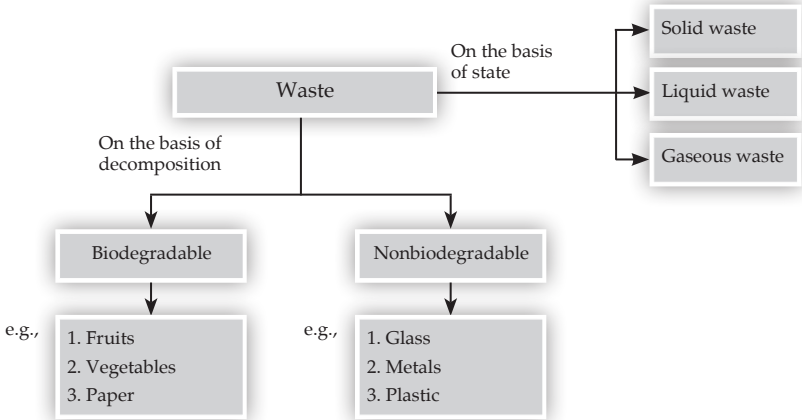 Waste
On the basis
of state
Solid waste
Liquid waste
Gaseous waste
On the basis of
decomposition
Biodegradable
Nonbiodegradable
e.g.,
1. Fruits
2. Vegetables
3. Paper
e.g.,
1. Glass
2. Metals
3. Plastic